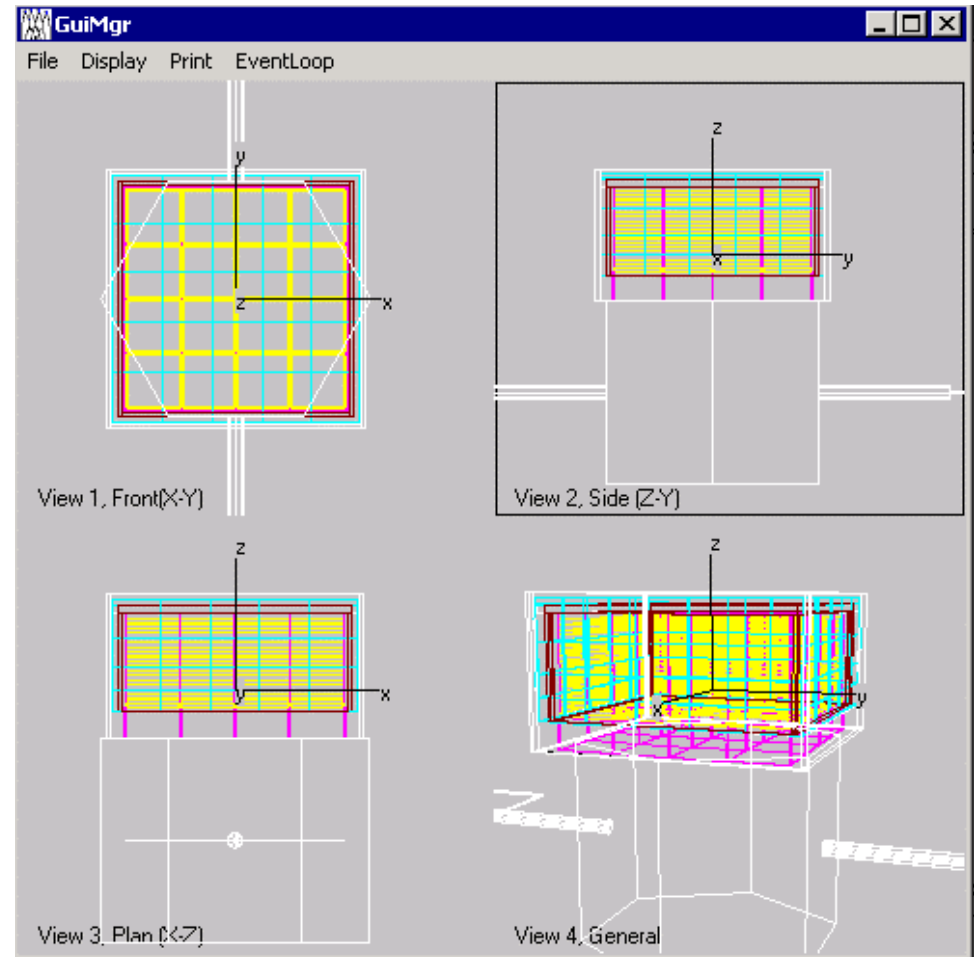 GuiMgr
File Display Print EventLoop
y
z x
View 1, Front(X-Y)
z
x y
View 2, Side (Z-Y)
z
y x
View 3, Plan (X-Z)
z
x y
View 4, General